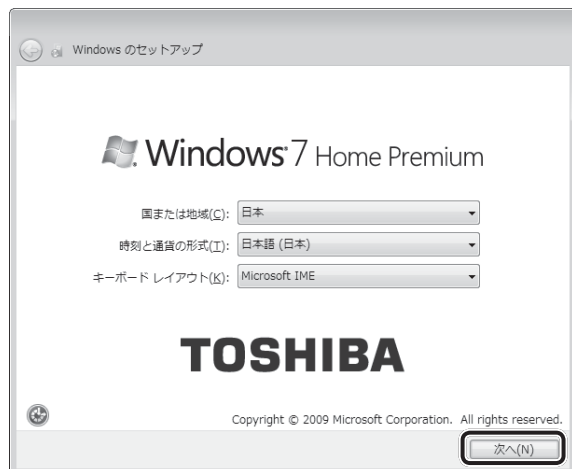 Windows のセットアップ
Windows 7 Home Premium
国または地域(C): 日本
時刻と通貨の形式(T): 日本語 (日本)
キーボード レイアウト(K): Microsoft IME
TOSHIBA
Copyright © 2009 Microsoft Corporation. All rights reserved.
次へ(N)